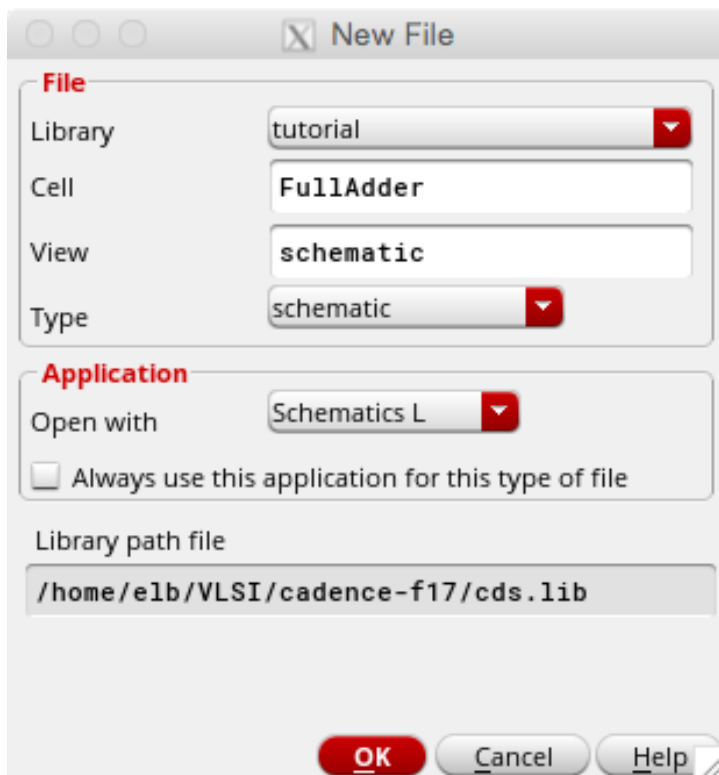 New File
File
Library tutorial
Cell FullAdder
View schematic
Type schematic
Application
Open with Schematics L
Always use this application for this type of file
Library path file
/home/elb/VLSI/cadence-f17/cds.lib
OK Cancel Help